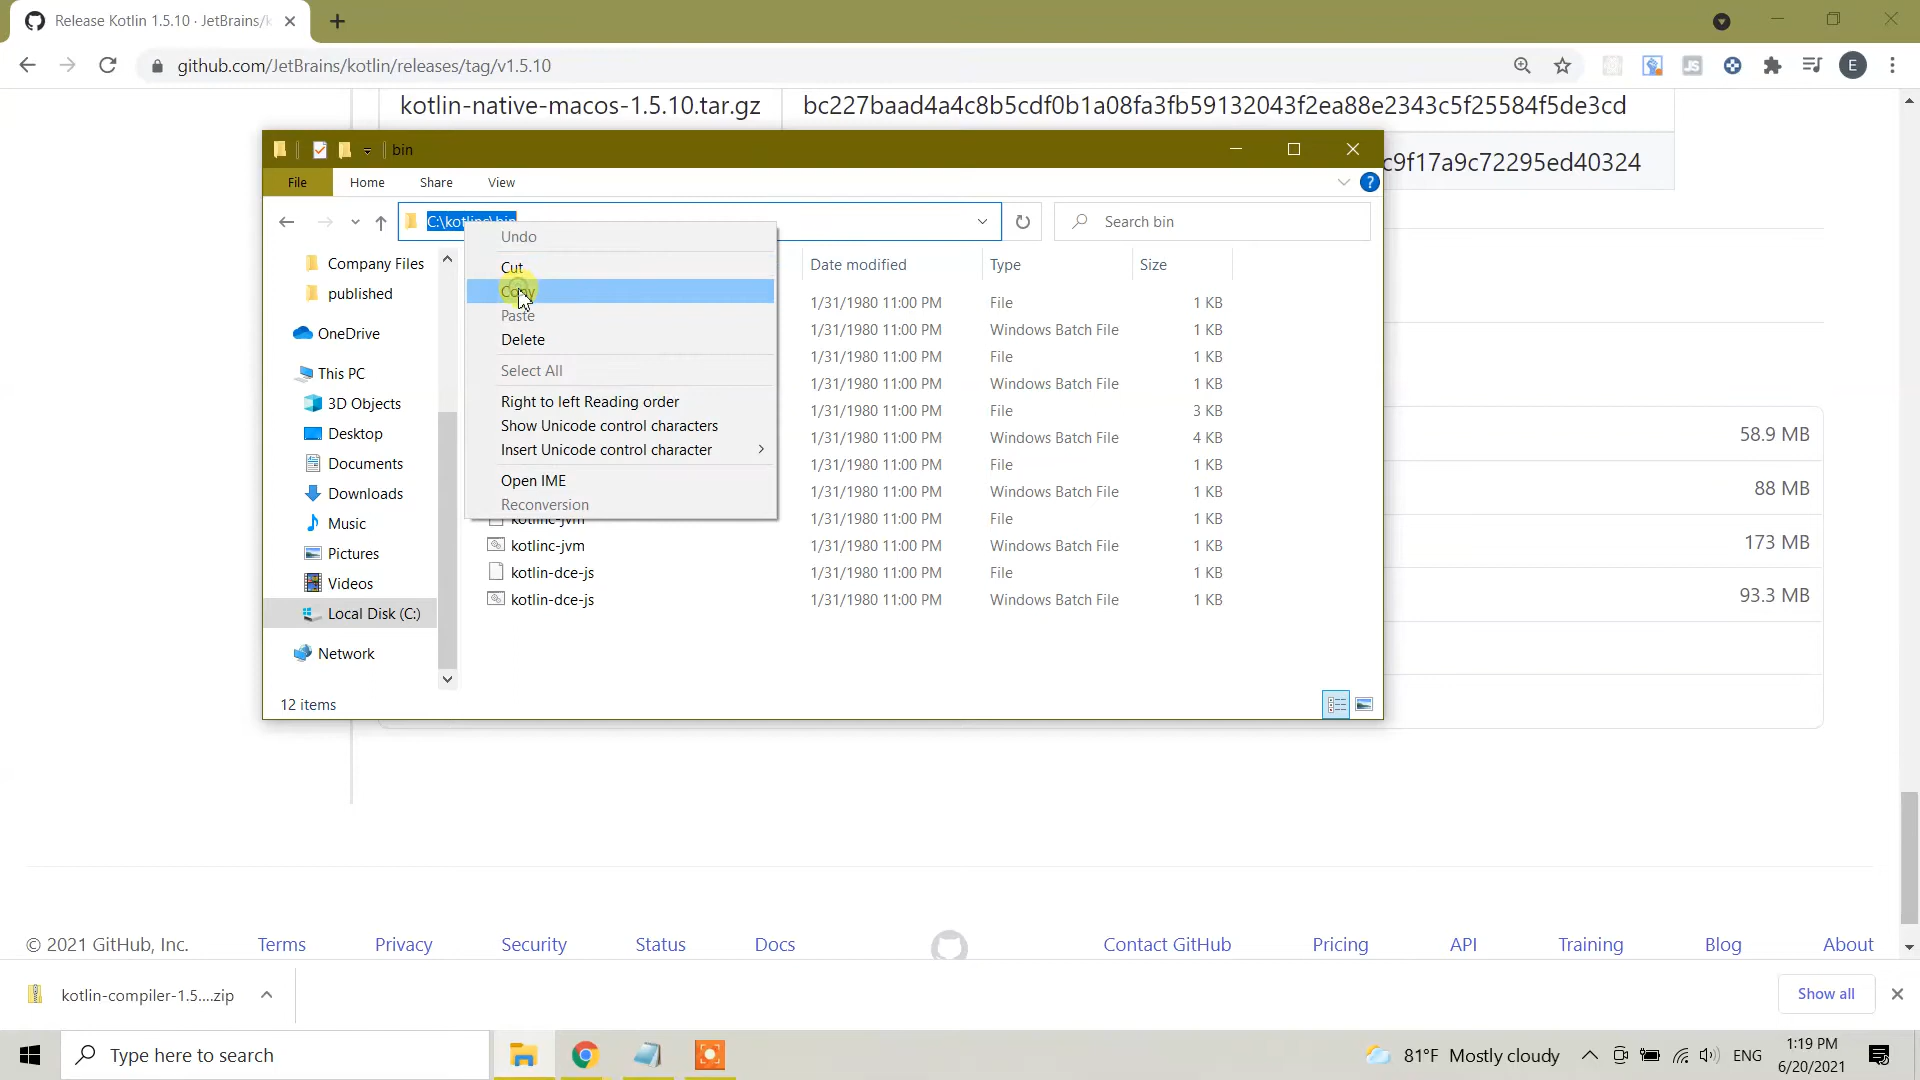 Release Kotlin 1.5.10 · JetBrains/k
github.com/JetBrains/kotlin/releases/tag/v1.5.10
E
kotlin-native-macos-1.5.10.tar.gz
bc227baad4a4c8b5cdf0b1a08fa3fb59132043f2ea88e2343c5f25584f5de3cd
c9f17a9c72295ed40324
bin
File
Home
Share
View
C:\kotlinc\bin
Search bin
Undo
Cut
Copy
Paste
Delete
Select All
Right to left Reading order
Show Unicode control characters
Insert Unicode control character
Open IME
Reconversion
Company Files
published
OneDrive
This PC
3D Objects
Desktop
Documents
Downloads
Music
Pictures
Videos
Local Disk (C:)
Network
Date modified Type Size
1/31/1980 11:00 PM File 1 KB
1/31/1980 11:00 PM Windows Batch File 1 KB
1/31/1980 11:00 PM File 1 KB
1/31/1980 11:00 PM Windows Batch File 1 KB
1/31/1980 11:00 PM File 3 KB
1/31/1980 11:00 PM Windows Batch File 4 KB
1/31/1980 11:00 PM File 1 KB
1/31/1980 11:00 PM Windows Batch File 1 KB
kotlinc-jvm 1/31/1980 11:00 PM File 1 KB
kotlinc-jvm 1/31/1980 11:00 PM Windows Batch File 1 KB
kotlin-dce-js 1/31/1980 11:00 PM File 1 KB
kotlin-dce-js 1/31/1980 11:00 PM Windows Batch File 1 KB
12 items
58.9 MB
88 MB
173 MB
93.3 MB
© 2021 GitHub, Inc. Terms Privacy Security Status Docs Contact GitHub Pricing API Training Blog About
kotlin-compiler-1.5....zip
Show all
Type here to search
81°F Mostly cloudy
ENG
1:19 PM
6/20/2021